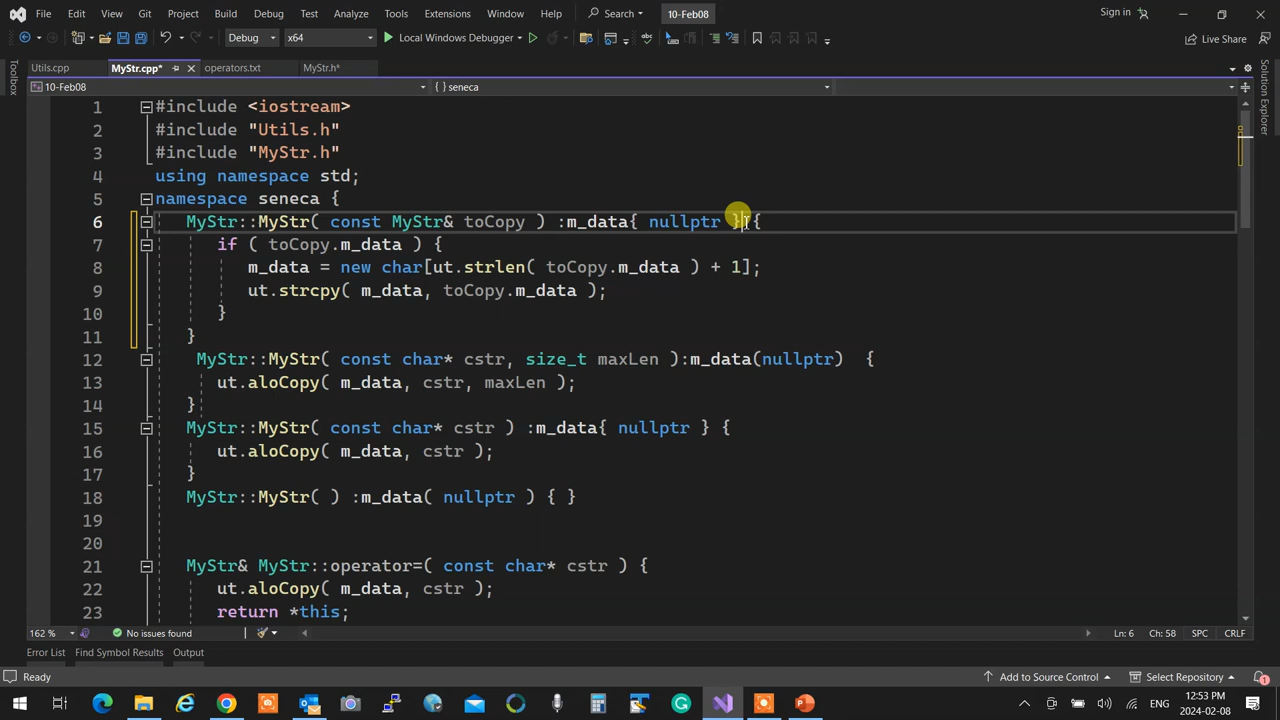 File Edit View Git Project Build Debug Test Analyze Tools Extensions Window Help Search 10-Feb08 Sign in
Debug x64 Local Windows Debugger Live Share
Toolbox
Utils.cpp MyStr.cpp* operators.txt MyStr.h*
Solution Explorer
10-Feb08 {} seneca
1 #include <iostream>
2 #include "Utils.h"
3 #include "MyStr.h"
4 using namespace std;
5 namespace seneca {
6 MyStr::MyStr( const MyStr& toCopy ) :m_data{ nullptr } {
7 if ( toCopy.m_data ) {
8 m_data = new char[ut.strlen( toCopy.m_data ) + 1];
9 ut.strcpy( m_data, toCopy.m_data );
10 }
11 }
12 MyStr::MyStr( const char* cstr, size_t maxLen ):m_data(nullptr) {
13 ut.aloCopy( m_data, cstr, maxLen );
14 }
15 MyStr::MyStr( const char* cstr ) :m_data{ nullptr } {
16 ut.aloCopy( m_data, cstr );
17 }
18 MyStr::MyStr( ) :m_data( nullptr ) { }
19
20
21 MyStr& MyStr::operator=( const char* cstr ) {
22 ut.aloCopy( m_data, cstr );
23 return *this;
162 % No issues found Ln: 6 Ch: 58 SPC CRLF
Error List Find Symbol Results Output
Ready Add to Source Control Select Repository 1
ENG 12:53 PM
2024-02-08